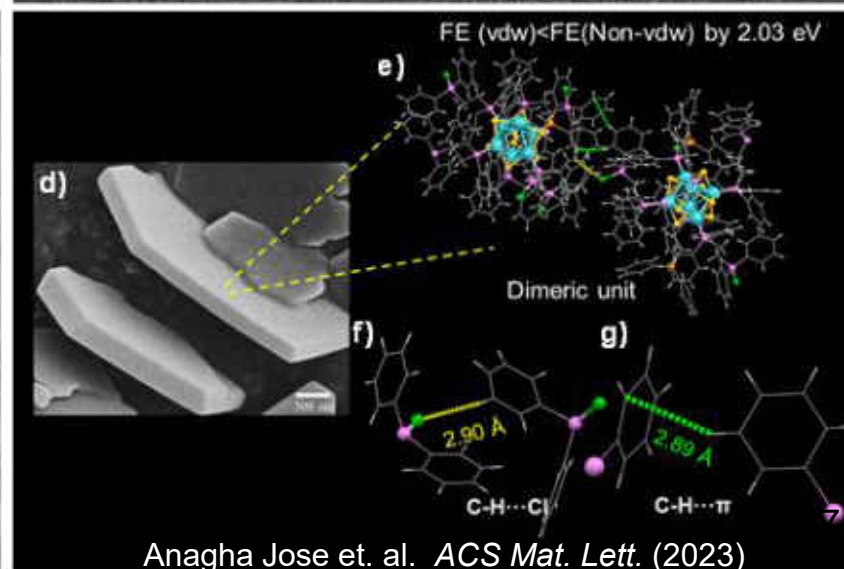 FE (vdw)<FE(Non-vdw) by 2.03 eV
e)
d)
Dimeric unit
f)
g)
2.90 Å
2.89 Å
C-H···Cl
C-H···π
7
Anagha Jose et. al. ACS Mat. Lett. (2023)